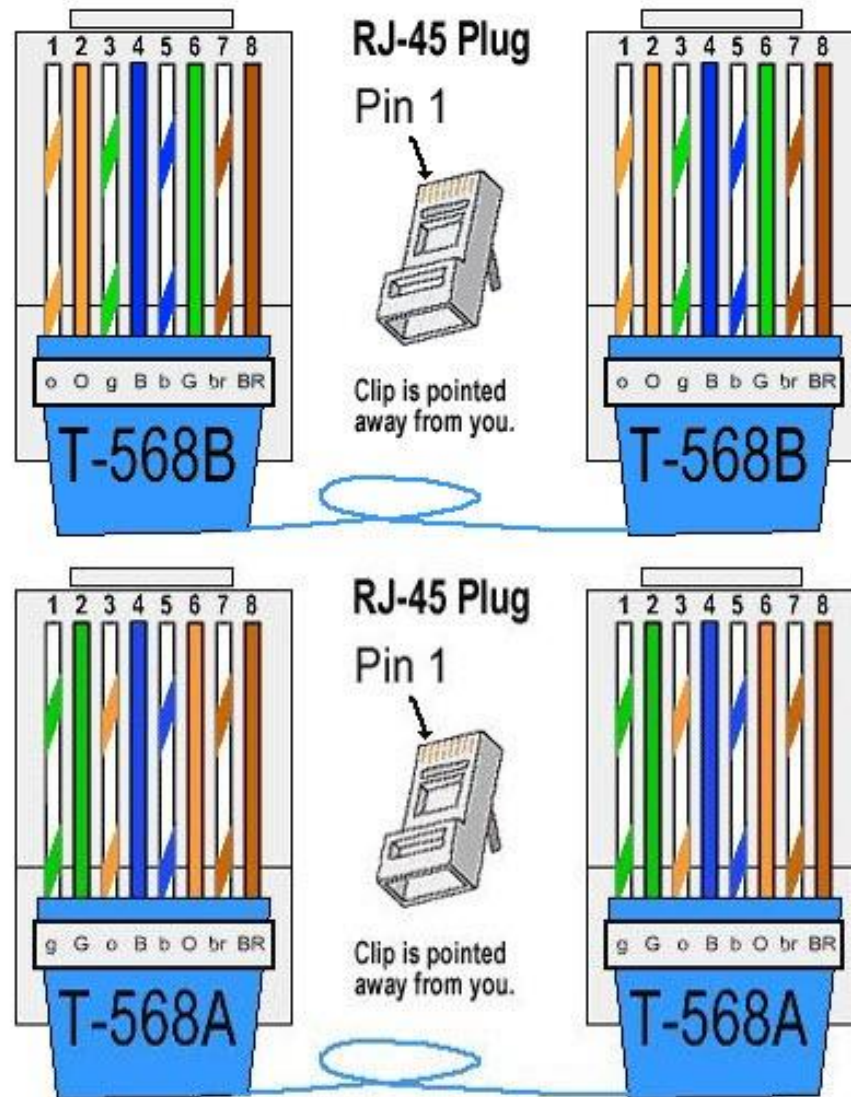 RJ-45 Plug
1 2 3 4 5 6 7 8
1 2 3 4 5 6 7 8
Pin 1
Clip is pointed
away from you.
o O g B b G br BR
o O g B b G br BR
T-568B
T-568B
RJ-45 Plug
1 2 3 4 5 6 7 8
1 2 3 4 5 6 7 8
Pin 1
Clip is pointed
away from you.
g G o B b O br BR
g G o B b O br BR
T-568A
T-568A